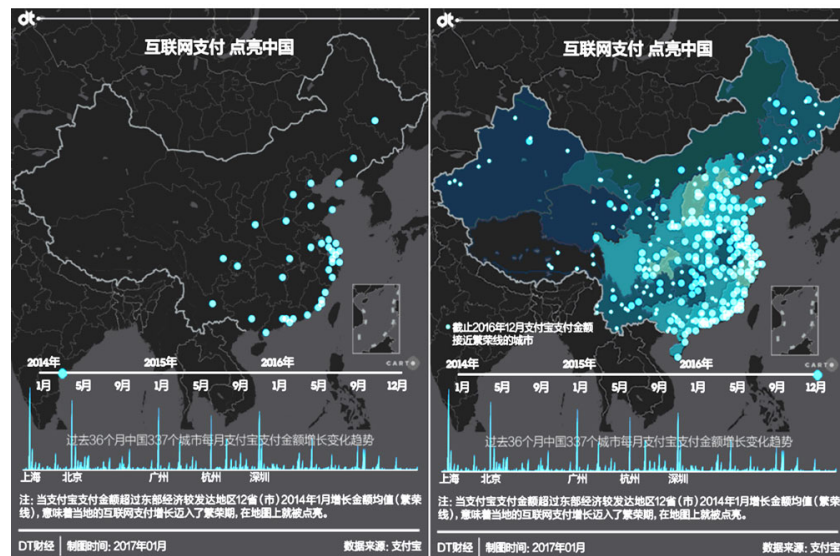 dt
互联网支付 点亮中国
CARTO
2014年
2015年
2016年
1月
5月
9月
1月
5月
9月
1月
5月
9月
12月
过去36个月中国337个城市每月支付宝支付金额增长变化趋势
上海
北京
广州
杭州
深圳
注: 当支付宝支付金额超过东部经济较发达地区12省(市)2014年1月增长金额均值(繁荣
线), 意味着当地的互联网支付增长迈入了繁荣期, 在地图上就被点亮。
DT财经
制图时间: 2017年01月
数据来源: 支付宝
dt
互联网支付 点亮中国
截止2016年12月支付宝支付金额
接近繁荣线的城市
CARTO
2014年
2015年
2016年
1月
5月
9月
1月
5月
9月
1月
5月
9月
12月
过去36个月中国337个城市每月支付宝支付金额增长变化趋势
上海
北京
广州
杭州
深圳
注: 当支付宝支付金额超过东部经济较发达地区12省(市)2014年1月增长金额均值(繁荣
线), 意味着当地的互联网支付增长迈入了繁荣期, 在地图上就被点亮。
DT财经
制图时间: 2017年01月
数据来源: 支付宝